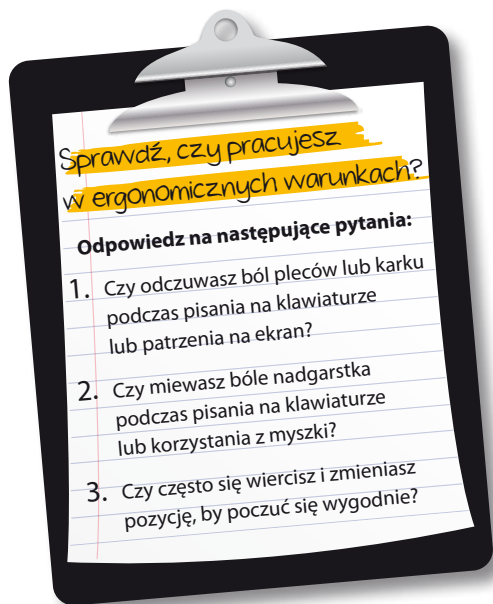 Sprawdź, czy pracujesz
w ergonomicznych warunkach?
Odpowiedz na następujące pytania:
1. Czy odczuwasz ból pleców lub karku
podczas pisania na klawiaturze
lub patrzenia na ekran?
2. Czy miewasz bóle nadgarstka
podczas pisania na klawiaturze
lub korzystania z myszki?
3. Czy często się wiercisz i zmieniasz
pozycję, by poczuć się wygodnie?